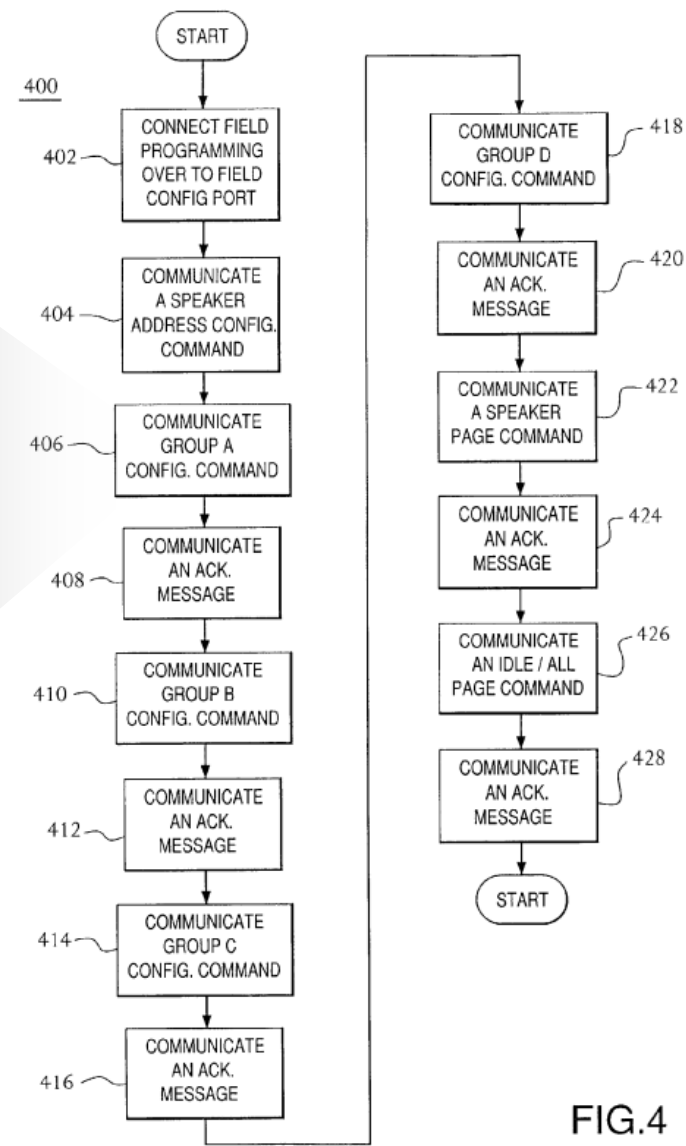 START
400
402
CONNECT FIELD
PROGRAMMING
OVER TO FIELD
CONFIG PORT
404
COMMUNICATE
A SPEAKER
ADDRESS CONFIG.
COMMAND
406
COMMUNICATE
GROUP A
CONFIG. COMMAND
408
COMMUNICATE
AN ACK.
MESSAGE
410
COMMUNICATE
GROUP B
CONFIG. COMMAND
412
COMMUNICATE
AN ACK.
MESSAGE
414
COMMUNICATE
GROUP C
CONFIG. COMMAND
416
COMMUNICATE
AN ACK.
MESSAGE
COMMUNICATE
GROUP D
CONFIG. COMMAND
418
COMMUNICATE
AN ACK.
MESSAGE
420
COMMUNICATE
A SPEAKER
PAGE COMMAND
422
COMMUNICATE
AN ACK.
MESSAGE
424
COMMUNICATE
AN IDLE / ALL
PAGE COMMAND
426
COMMUNICATE
AN ACK.
MESSAGE
428
START
FIG.4